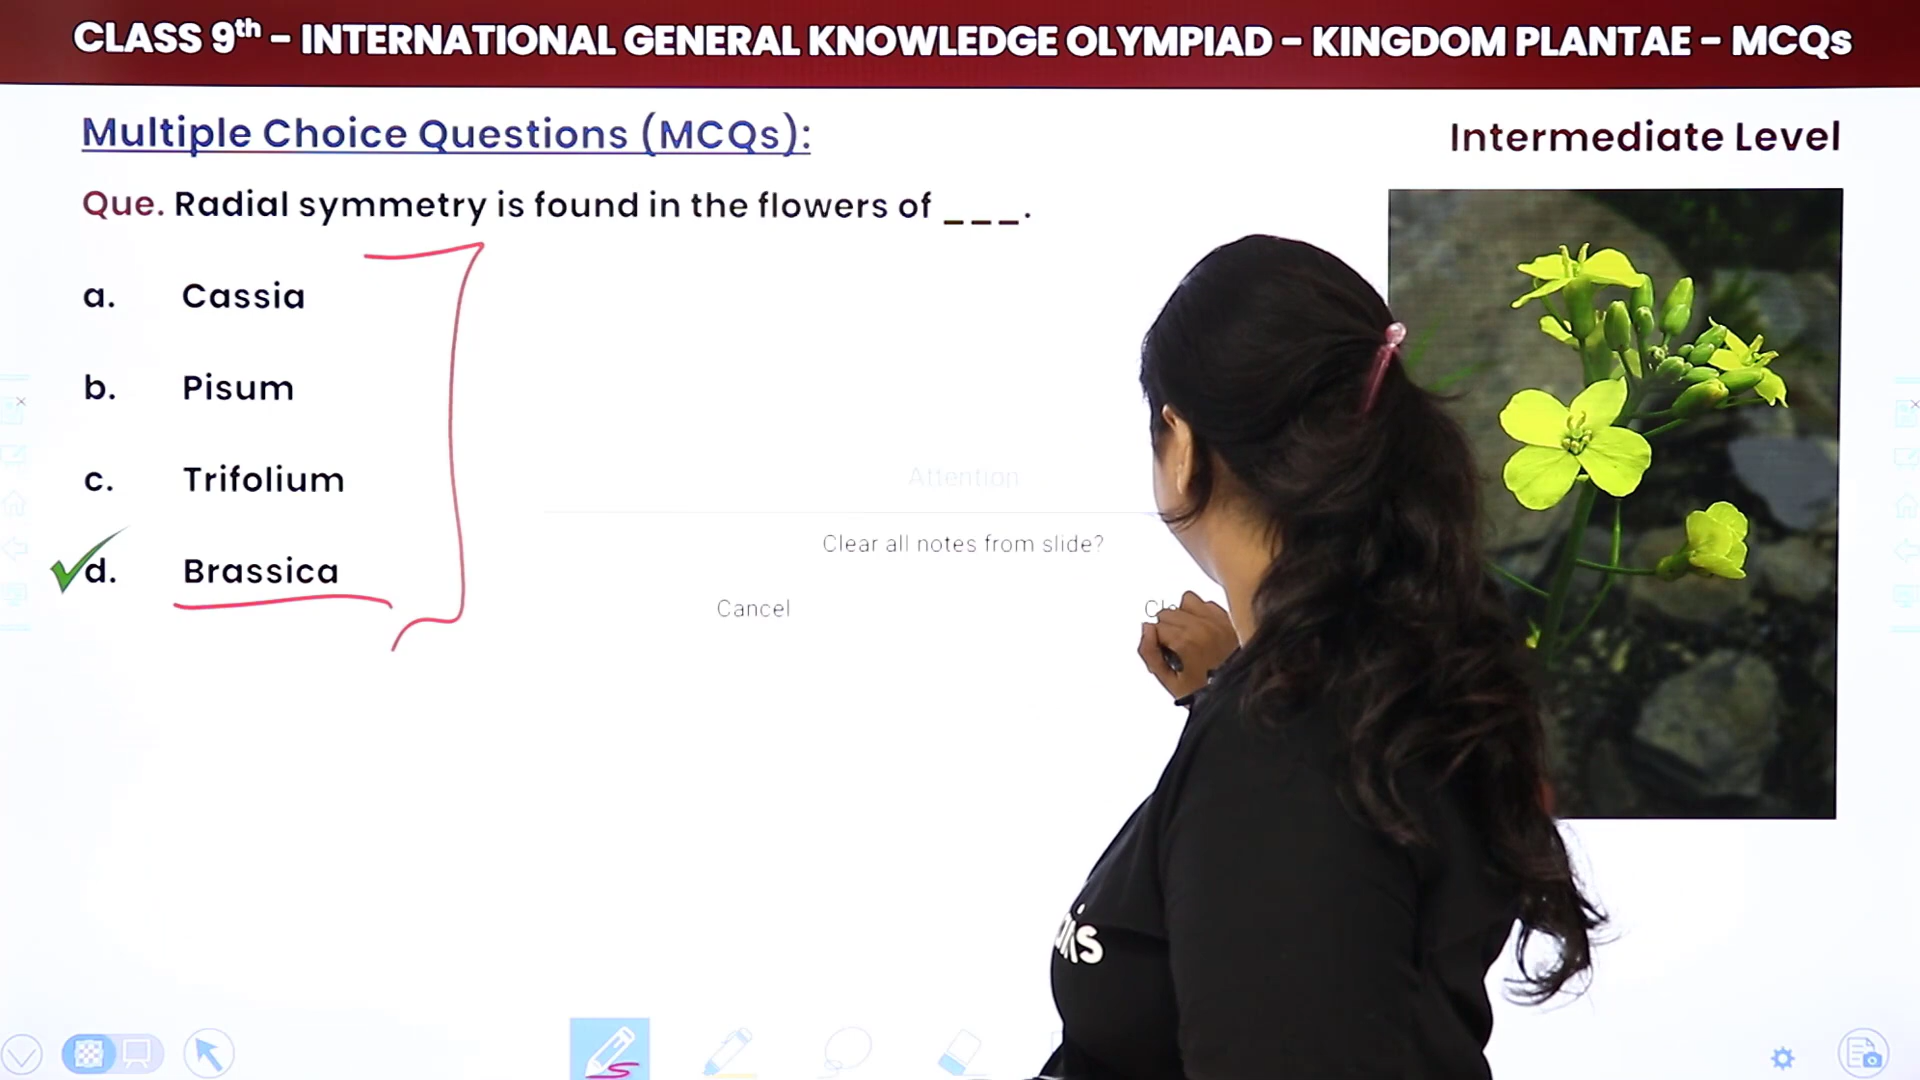 CLASS 9th – INTERNATIONAL GENERAL KNOWLEDGE OLYMPIAD – KINGDOM PLANTAE – MCQs
Multiple Choice Questions (MCQs):
Intermediate Level
Que. Radial symmetry is found in the flowers of _ _ _.
a. Cassia
b. Pisum
c. Trifolium
d. Brassica
Attention
Clear all notes from slide?
Cancel